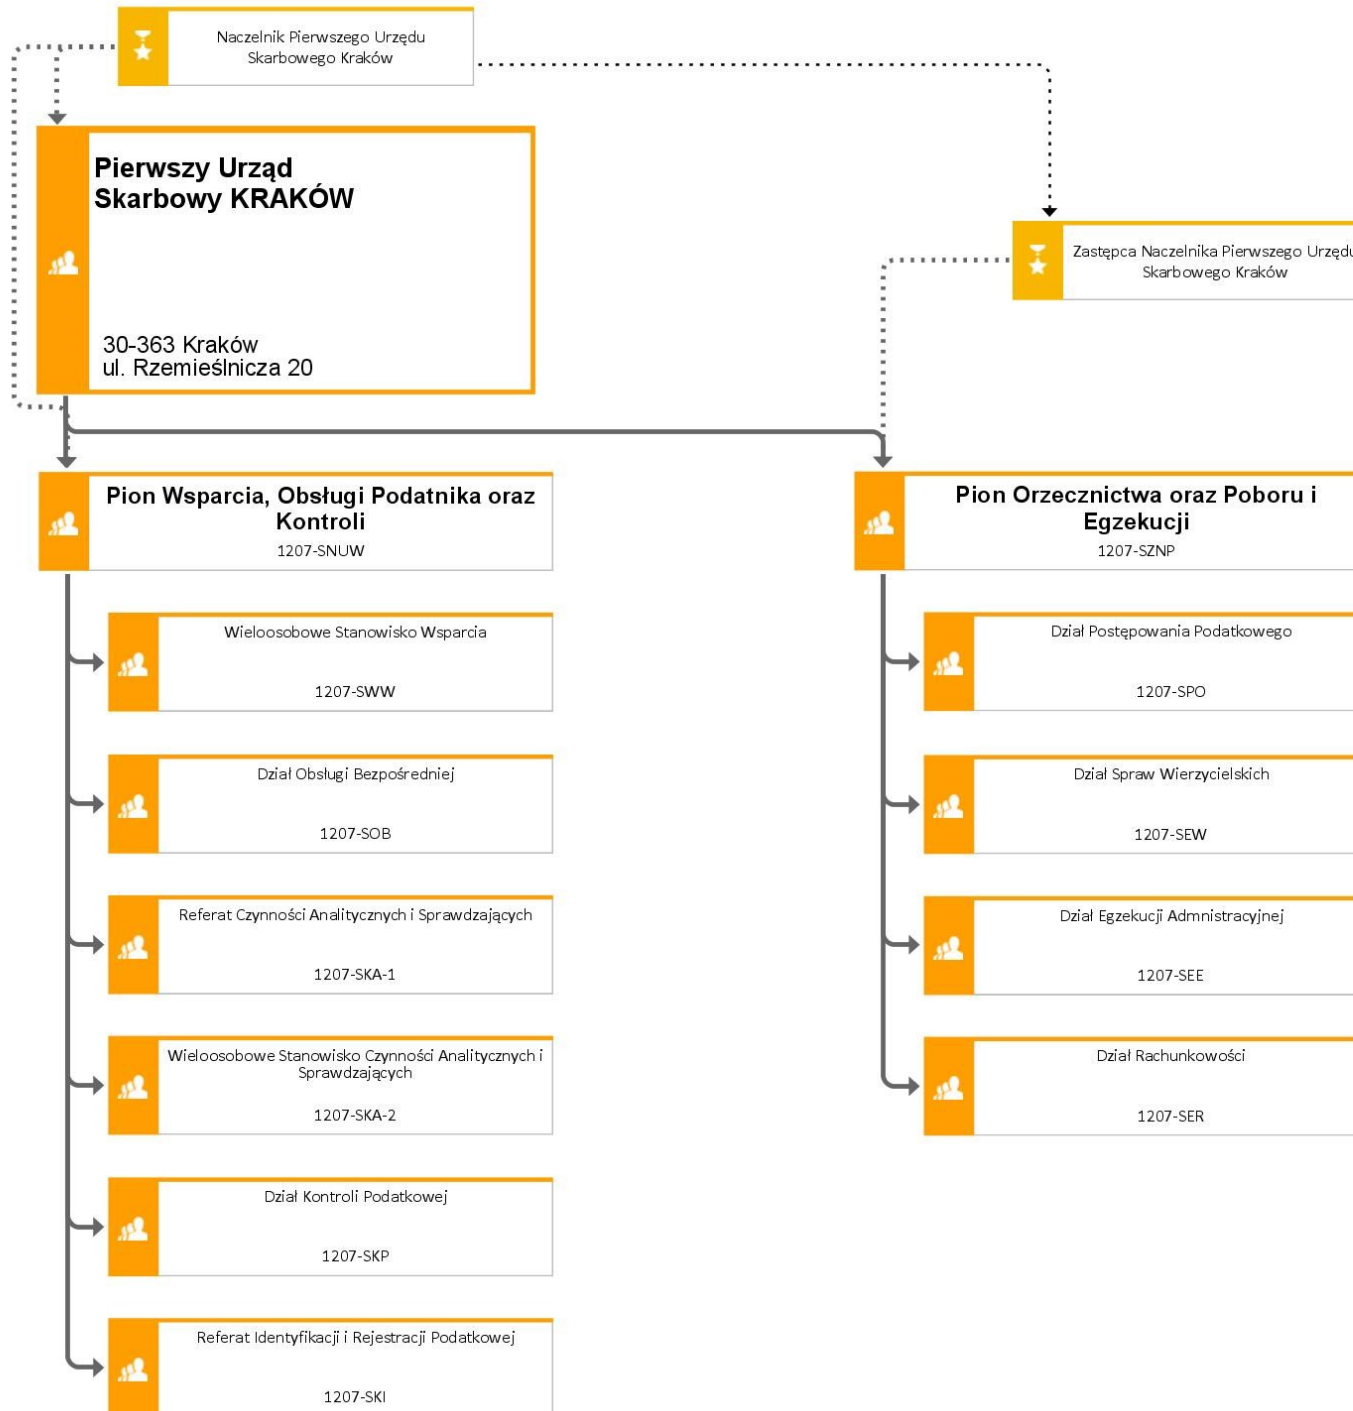 Naczelnik Pierwszego Urzędu
Skarbowego Kraków
Pierwszy Urząd
Skarbowy KRAKÓW
30-363 Kraków
ul. Rzemieślnicza 20
Zastępca Naczelnika Pierwszego Urzędu
Skarbowego Kraków
Pion Wsparcia, Obsługi Podatnika oraz
Kontroli
1207-SNUW
Wieloosobowe Stanowisko Wsparcia
1207-SWW
Dział Obsługi Bezpośredniej
1207-SOB
Referat Czynności Analitycznych i Sprawdzających
1207-SKA-1
Wieloosobowe Stanowisko Czynności Analitycznych i
Sprawdzających
1207-SKA-2
Dział Kontroli Podatkowej
1207-SKP
Referat Identyfikacji i Rejestracji Podatkowej
1207-SKI
Pion Orzecznictwa oraz Poboru i
Egzekucji
1207-SZNP
Dział Postępowania Podatkowego
1207-SPO
Dział Spraw Wierzycielskich
1207-SEW
Dział Egzekucji Admnistracyjnej
1207-SEE
Dział Rachunkowości
1207-SER